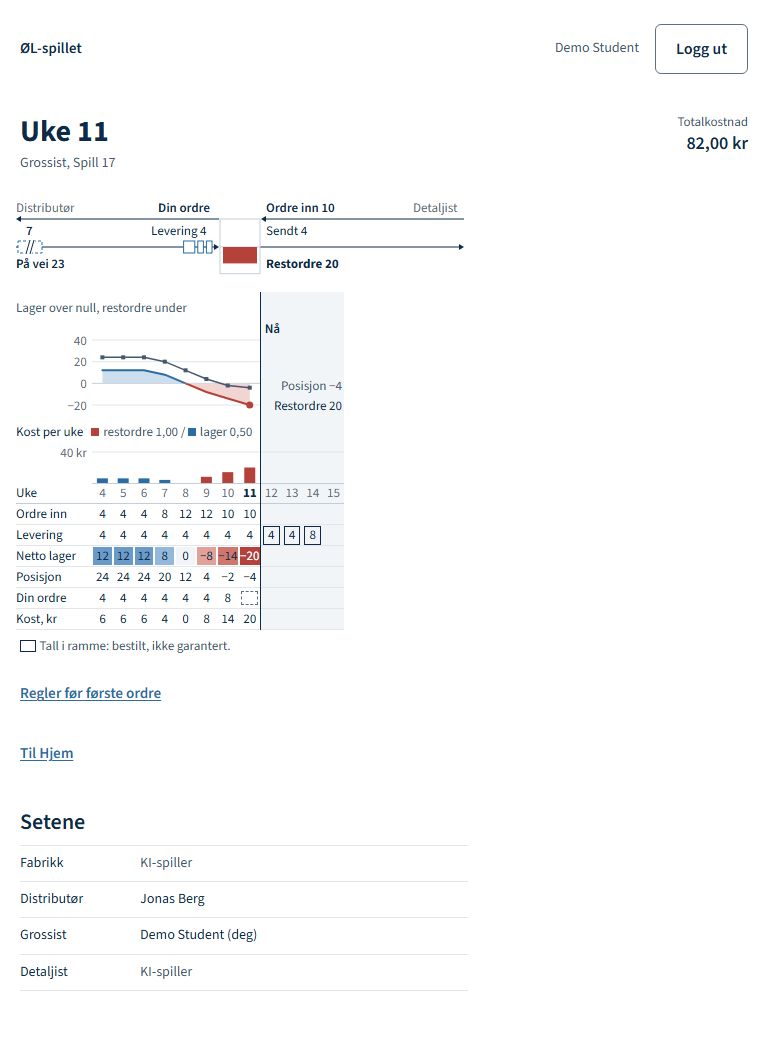 ØL-spillet
Demo Student
Logg ut
Uke 11
Totalkostnad
82,00 kr
Grossist, Spill 17
Distributør Din ordre Ordre inn 10 Detaljist
7 Levering 4 Sendt 4
På vei 23 Restordre 20
Lager over null, restordre under
Nå
40
20
0
−20
Posisjon −4
Restordre 20
Kost per uke restordre 1,00 / lager 0,50
40 kr
Uke 4 5 6 7 8 9 10 11 12 13 14 15
Ordre inn 4 4 4 8 12 12 10 10
Levering 4 4 4 4 4 4 4 4 4 4 8
Netto lager 12 12 12 8 0 −8 −14 −20
Posisjon 24 24 24 20 12 4 −2 −4
Din ordre 4 4 4 4 4 4 8
Kost, kr 6 6 6 4 0 8 14 20
Tall i ramme: bestilt, ikke garantert.
Regler før første ordre
Til Hjem
Setene
Fabrikk KI-spiller
Distributør Jonas Berg
Grossist Demo Student (deg)
Detaljist KI-spiller